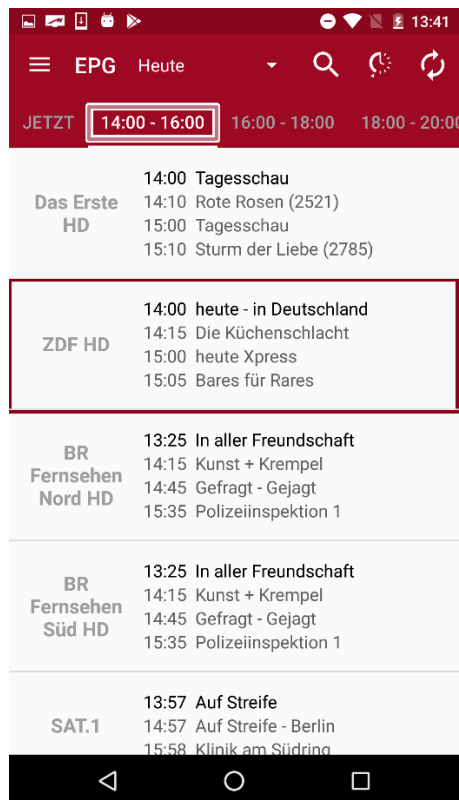 13:41
EPG Heute
JETZT 14:00 - 16:00 16:00 - 18:00 18:00 - 20:00
Das Erste HD
14:00 Tagesschau
14:10 Rote Rosen (2521)
15:00 Tagesschau
15:10 Sturm der Liebe (2785)
ZDF HD
14:00 heute - in Deutschland
14:15 Die Küchenschlacht
15:00 heute Xpress
15:05 Bares für Rares
BR
Fernsehen
Nord HD
13:25 In aller Freundschaft
14:15 Kunst + Krempel
14:45 Gefragt - Gejagt
15:35 Polizeiinspektion 1
BR
Fernsehen
Süd HD
13:25 In aller Freundschaft
14:15 Kunst + Krempel
14:45 Gefragt - Gejagt
15:35 Polizeiinspektion 1
SAT.1
13:57 Auf Streife
14:57 Auf Streife - Berlin
15:58 Klinik am Südring